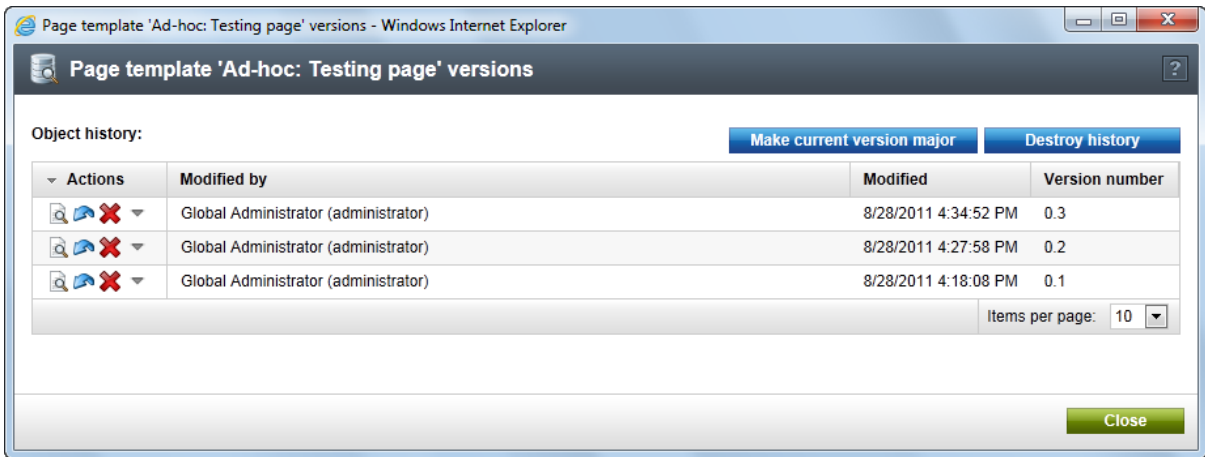 Page template 'Ad-hoc: Testing page' versions - Windows Internet Explorer
Page template 'Ad-hoc: Testing page' versions ?
Object history:
Make current version major Destroy history
Actions Modified by Modified Version number
Global Administrator (administrator) 8/28/2011 4:34:52 PM 0.3
Global Administrator (administrator) 8/28/2011 4:27:58 PM 0.2
Global Administrator (administrator) 8/28/2011 4:18:08 PM 0.1
Items per page: 10
Close